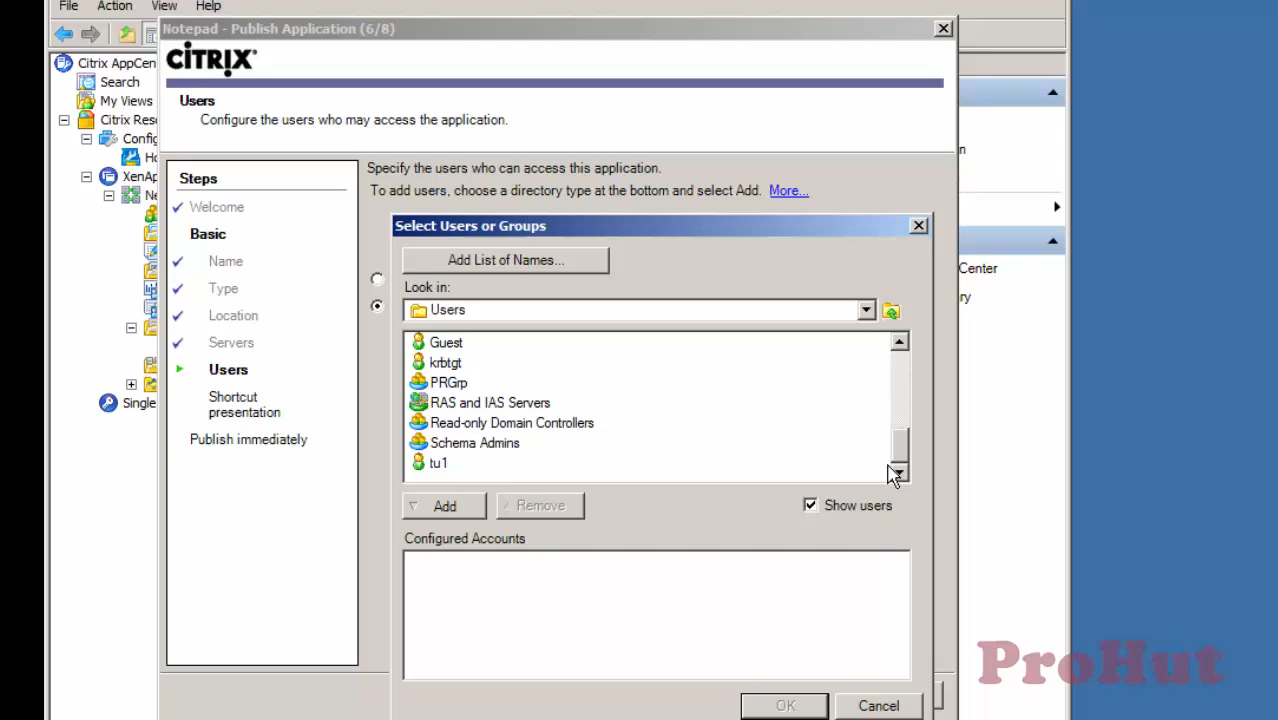 File Action View Help
Notepad - Publish Application (6/8)
CİTRIX
Citrix AppCen
Search
My Views
Citrix Res
Config
XenAp
Single
Users
Configure the users who may access the application.
Steps
Welcome
Basic
Name
Type
Location
Servers
Users
Shortcut
presentation
Publish immediately
Specify the users who can access this application.
To add users, choose a directory type at the bottom and select Add. More...
Select Users or Groups
Add List of Names...
Look in:
Users
Guest
krbtgt
PRGrp
RAS and IAS Servers
Read-only Domain Controllers
Schema Admins
tu1
Add
Remove
Show users
Configured Accounts
OK
Cancel
Center
ProHut